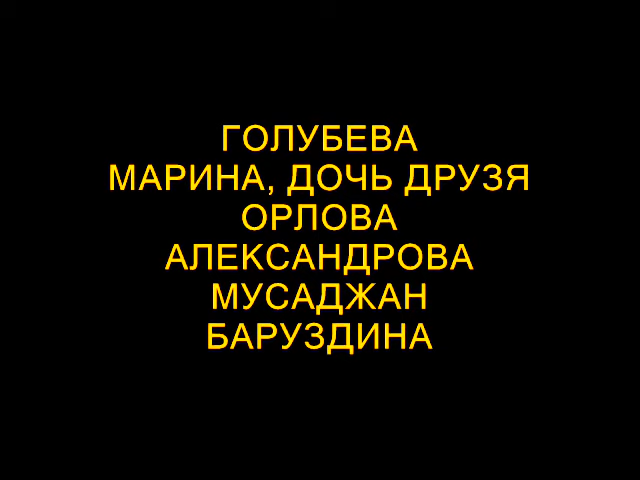 ГОЛУБЕВА
МАРИНА, ДОЧЬ ДРУЗЯ
ОРЛОВА
АЛЕКСАНДРОВА
МУСАДЖАН
БАРУЗДИНА